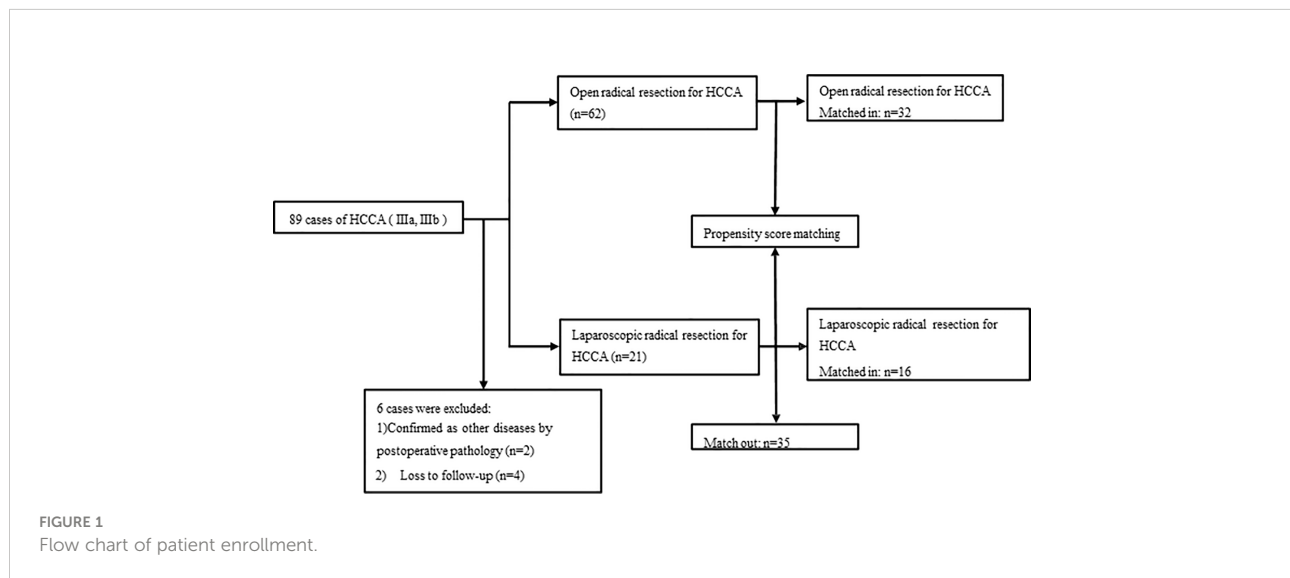 Open radical resection for HCCA
(n=62)
Open radical resection for HCCA
Matched in: n=32
89 cases of HCCA ( IIIa, IIIb )
Propensity score matching
Laparoscopic radical resection for
HCCA (n=21)
Laparoscopic radical resection for
HCCA
Matched in: n=16
6 cases were excluded:
1)Confirmed as other diseases by
postoperative pathology (n=2)
2) Loss to follow-up (n=4)
Match out: n=35
FIGURE 1
Flow chart of patient enrollment.